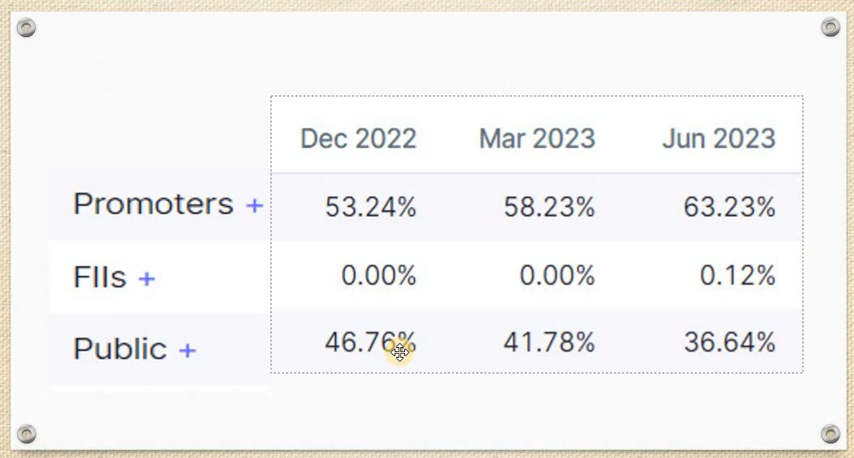 Dec 2022 Mar 2023 Jun 2023
Promoters + 53.24% 58.23% 63.23%
FIIs + 0.00% 0.00% 0.12%
Public + 46.76% 41.78% 36.64%